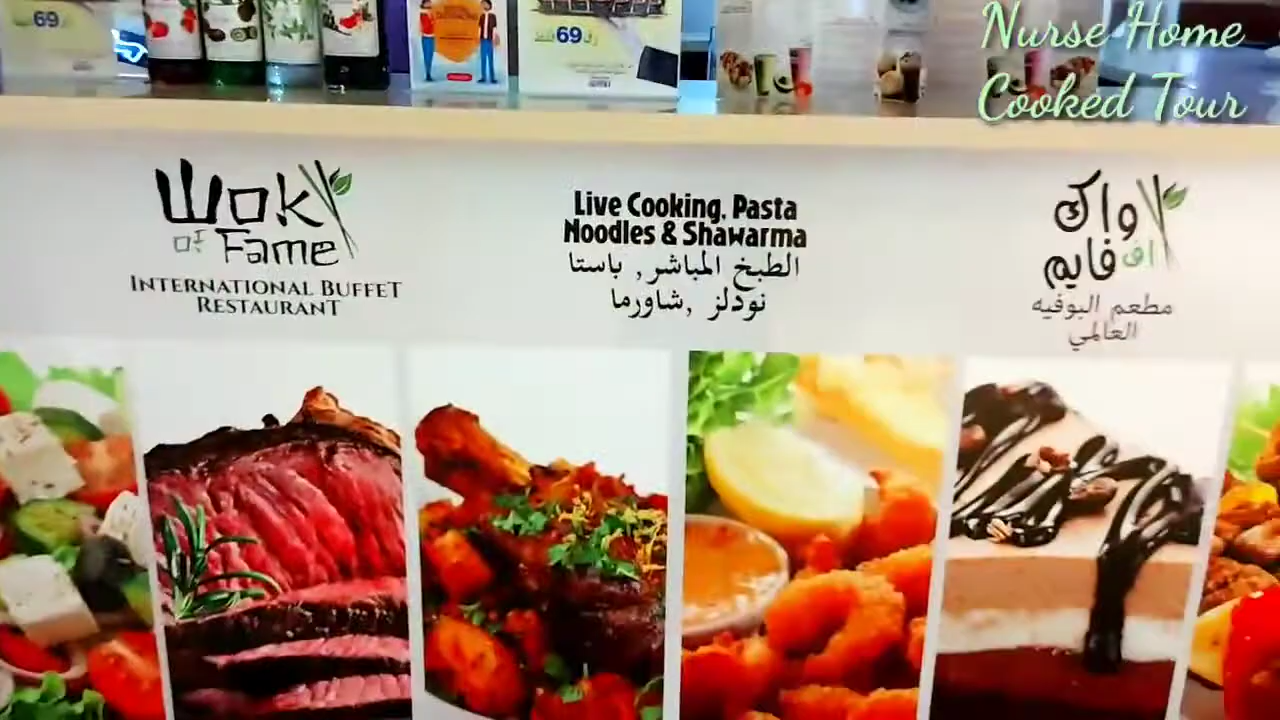 69
69
Nurse Home
Cooked Tour
Wok
OF Fame
INTERNATIONAL BUFFET
RESTAURANT
Live Cooking, Pasta
Noodles & Shawarma
الطبخ المباشر, باستا
نودلز ,شاورما
واك
اف فايم
مطعم البوفيه
العالمي